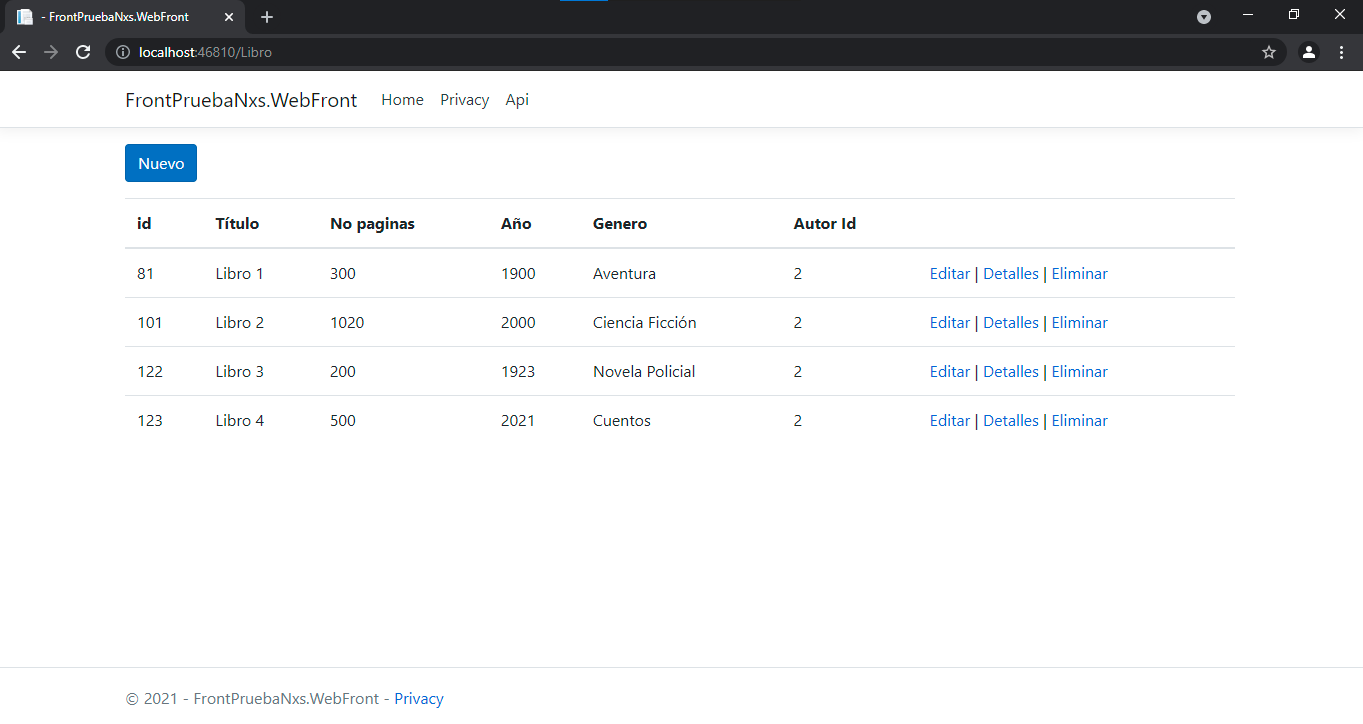 - FrontPruebaNxs.WebFront
localhost:46810/Libro
FrontPruebaNxs.WebFront Home Privacy Api
Nuevo
id Título No paginas Año Genero Autor Id
81 Libro 1 300 1900 Aventura 2 Editar | Detalles | Eliminar
101 Libro 2 1020 2000 Ciencia Ficción 2 Editar | Detalles | Eliminar
122 Libro 3 200 1923 Novela Policial 2 Editar | Detalles | Eliminar
123 Libro 4 500 2021 Cuentos 2 Editar | Detalles | Eliminar
© 2021 - FrontPruebaNxs.WebFront - Privacy